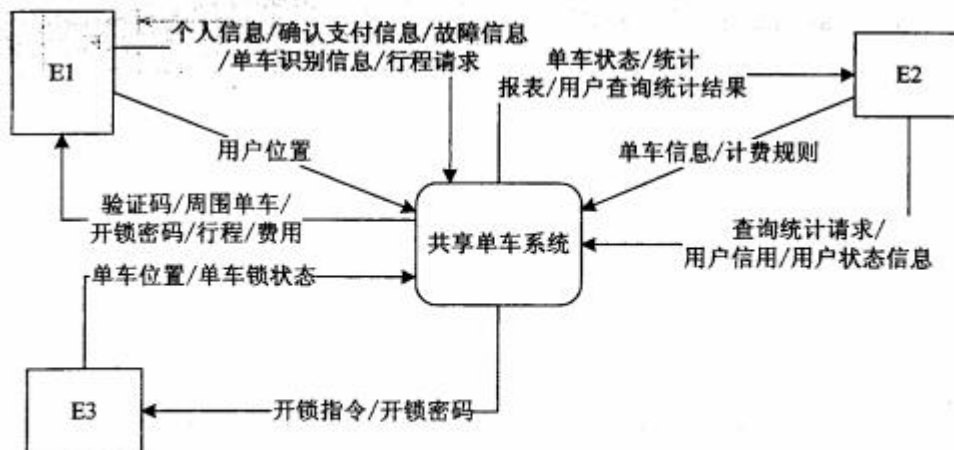 个人信息/确认支付信息/故障信息
/单车识别信息/行程请求
E1
单车状态/统计
报表/用户查询统计结果
E2
用户位置
单车信息/计费规则
验证码/周围单车/
开锁密码/行程/费用
共享单车系统
查询统计请求/
用户信用/用户状态信息
单车位置/单车锁状态
E3
开锁指令/开锁密码